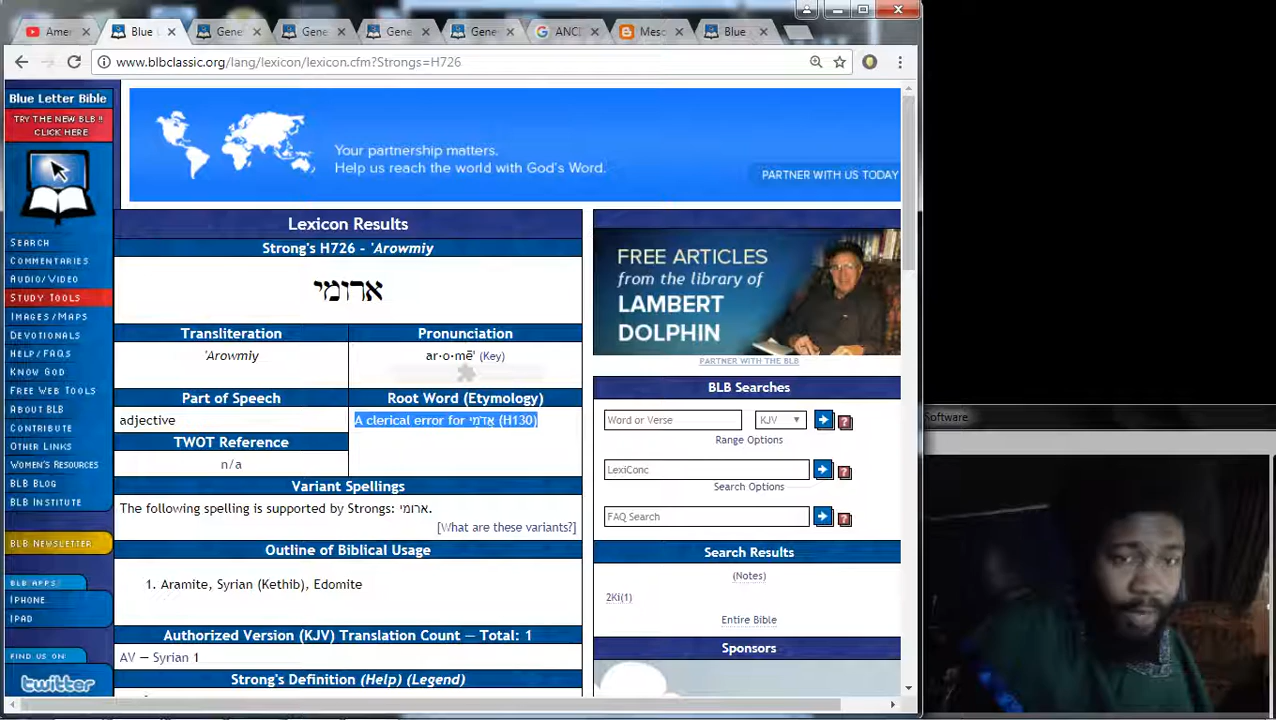 Ame
Blue
Gene
Gene
Gene
Gene
ANCI
Meso
Blue
www.blbclassic.org/lang/lexicon/lexicon.cfm?Strongs=H726
Blue Letter Bible
TRY THE NEW BLB !!
CLICK HERE
SEARCH
COMMENTARIES
AUDIO/VIDEO
STUDY TOOLS
IMAGES/MAPS
DEVOTIONALS
HELP/FAQS
KNOW GOD
FREE WEB TOOLS
ABOUT BLB
CONTRIBUTE
OTHER LINKS
WOMEN'S RESOURCES
BLB BLOG
BLB INSTITUTE
BLB NEWSLETTER
BLB APPS
IPHONE
IPAD
FIND US ON:
twitter
Your partnership matters.
Help us reach the world with God's Word.
PARTNER WITH US TODAY
Lexicon Results
Strong's H726 - 'Arowmiy
ארומי
Transliteration
'Arowmiy
Pronunciation
ar·o·mē' (Key)
Part of Speech
adjective
Root Word (Etymology)
A clerical error for אֱדֹמִי (H130)
TWOT Reference
n/a
Variant Spellings
The following spelling is supported by Strongs: ארומי.
[What are these variants?]
Outline of Biblical Usage
1. Aramite, Syrian (Kethib), Edomite
Authorized Version (KJV) Translation Count — Total: 1
AV — Syrian 1
Strong's Definition (Help) (Legend)
FREE ARTICLES
from the library of
LAMBERT
DOLPHIN
PARTNER WITH THE BLB
BLB Searches
Word or Verse
KJV
Range Options
LexiConc
Search Options
FAQ Search
Search Results
(Notes)
2Ki(1)
Entire Bible
Sponsors
Software